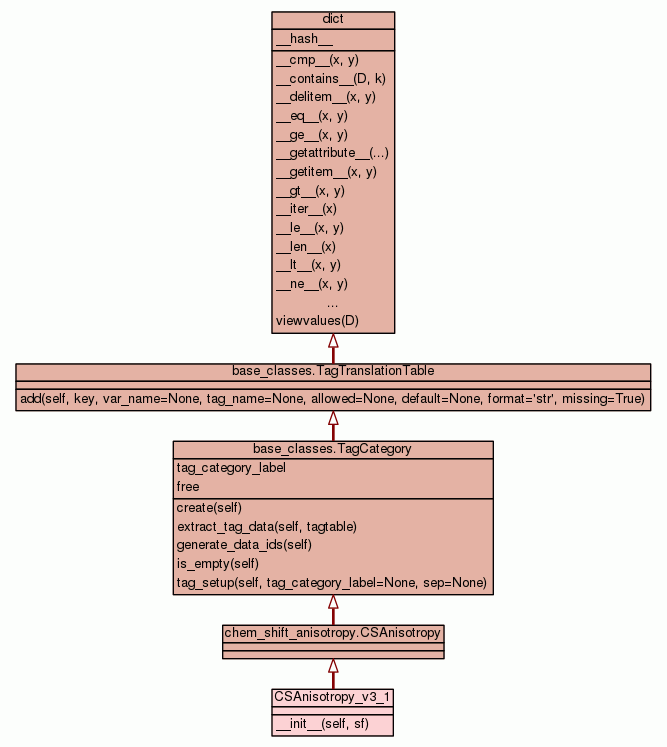 dict
__hash__
__cmp__(x, y)
__contains__(D, k)
__delitem__(x, y)
__eq__(x, y)
__ge__(x, y)
__getattribute__(...)
__getitem__(x, y)
__gt__(x, y)
__iter__(x)
__le__(x, y)
__len__(x)
__lt__(x, y)
__ne__(x, y)
...
viewvalues(D)
base_classes.TagTranslationTable
add(self, key, var_name=None, tag_name=None, allowed=None, default=None, format='str', missing=True)
base_classes.TagCategory
tag_category_label
free
create(self)
extract_tag_data(self, tagtable)
generate_data_ids(self)
is_empty(self)
tag_setup(self, tag_category_label=None, sep=None)
chem_shift_anisotropy.CSAnisotropy
CSAnisotropy_v3_1
__init__(self, sf)